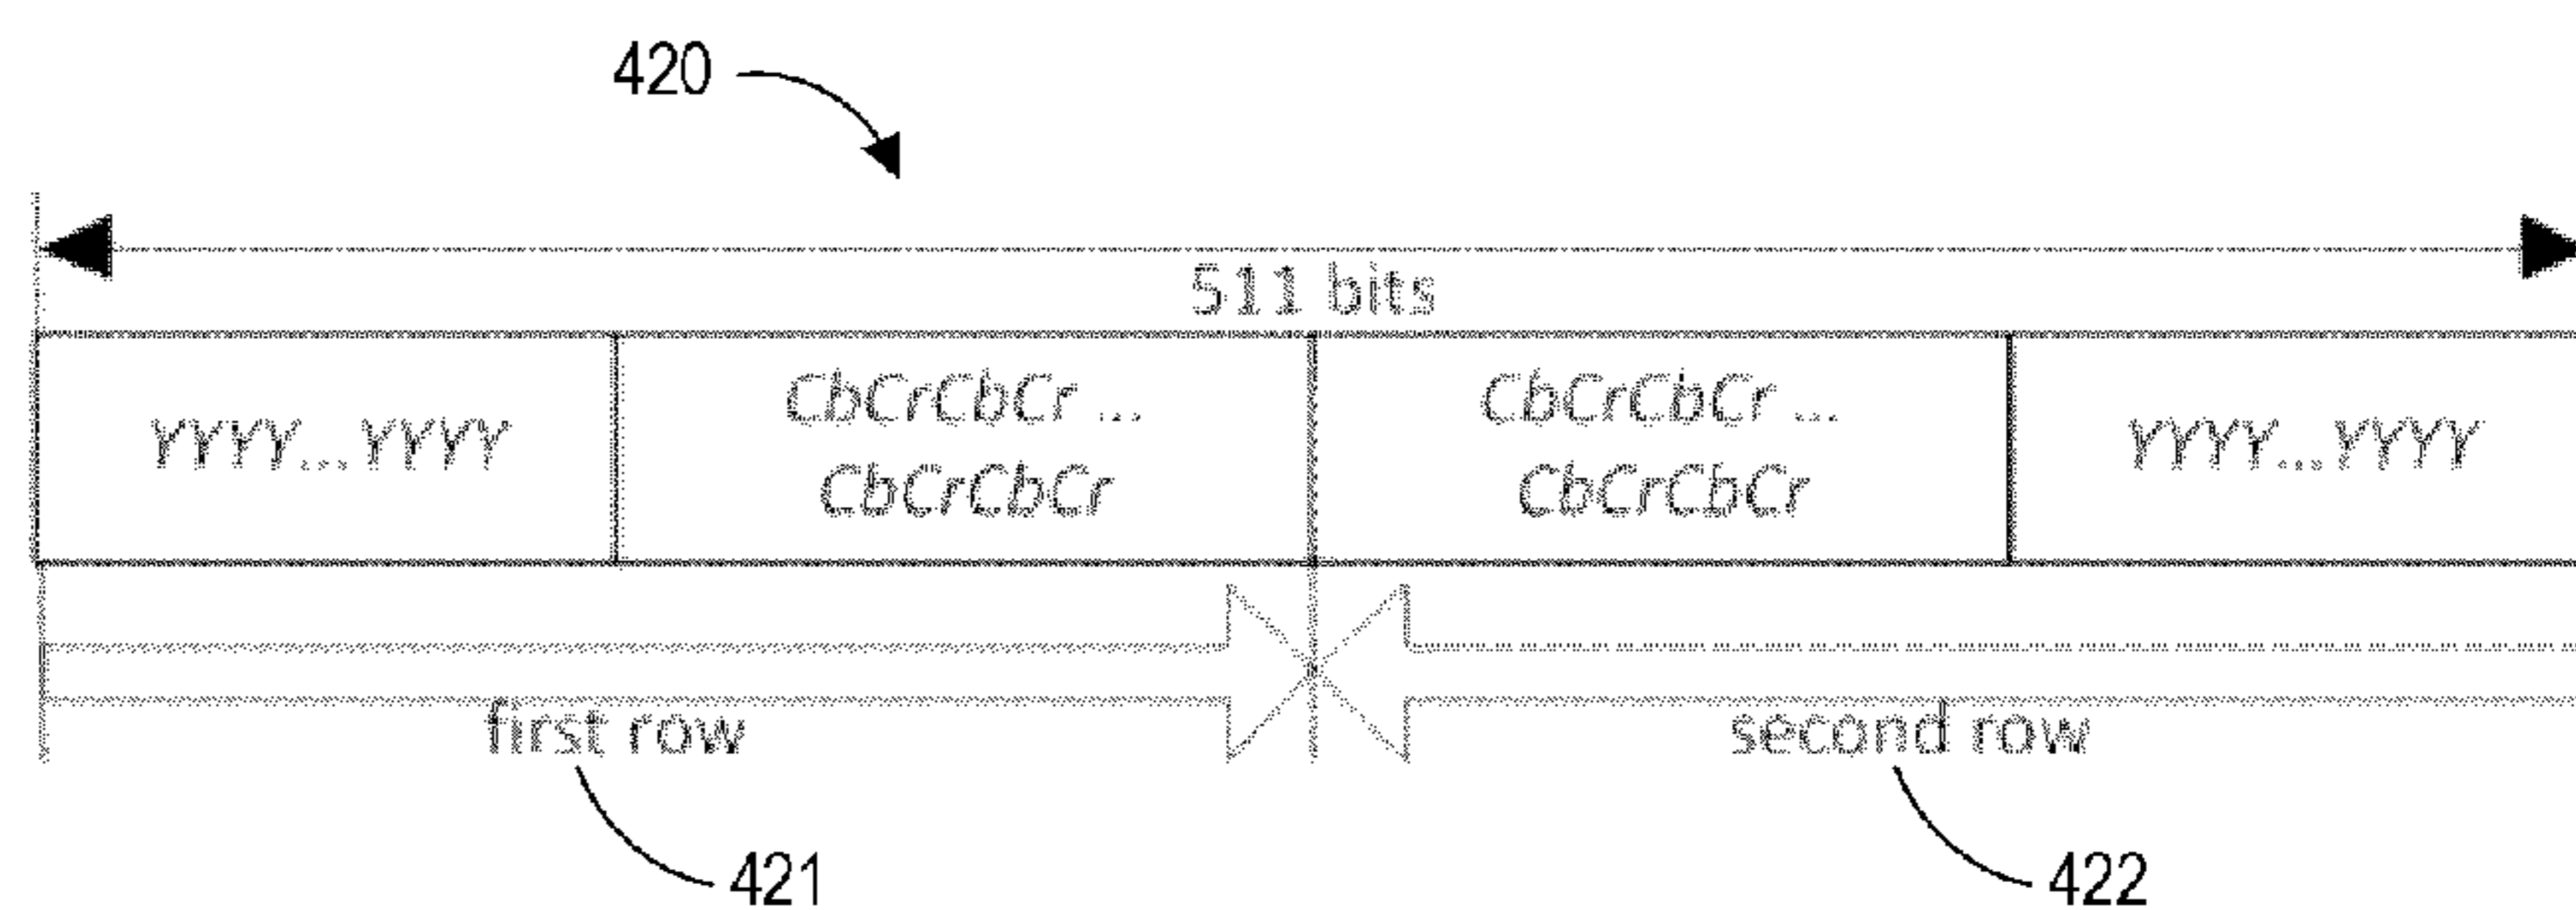 420
511 bits
YYYY...YYYY
CbCrCbCr ...
CbCrCbCr
CbCrCbCr ...
CbCrCbCr
YYYY...YYYY
first row
second row
421
422